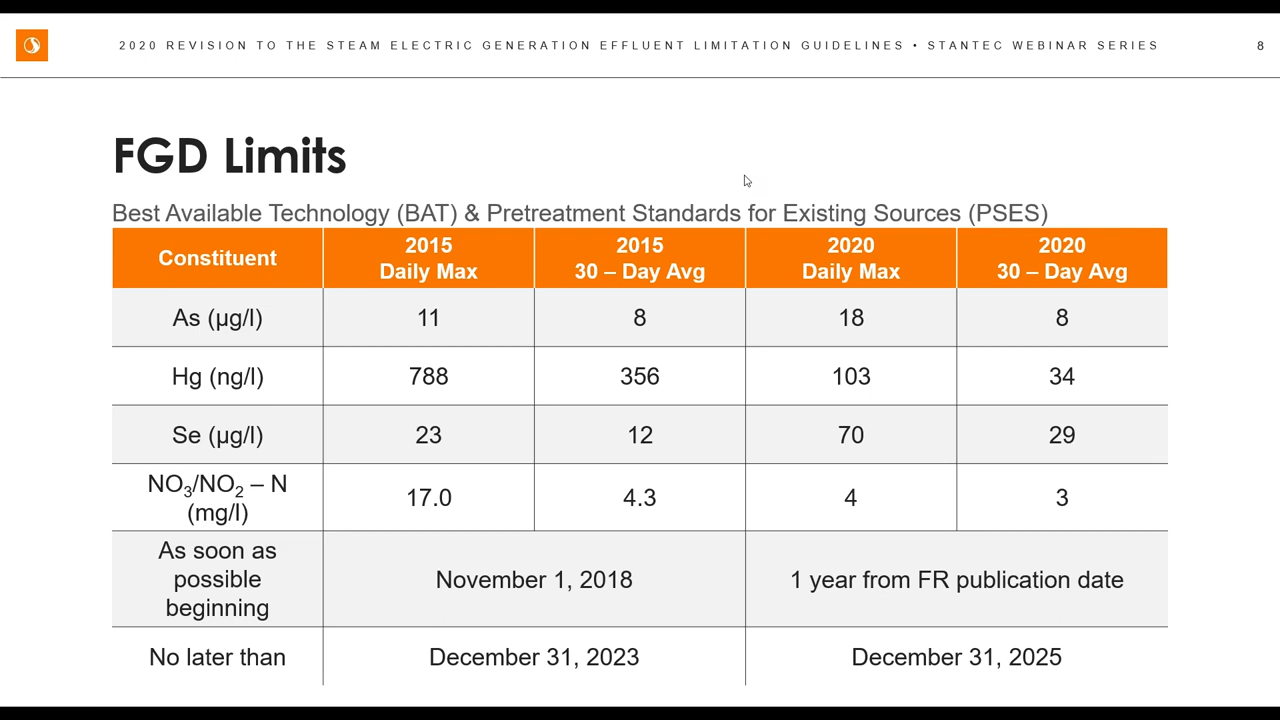 2020 REVISION TO THE STEAM ELECTRIC GENERATION EFFLUENT LIMITATION GUIDELINES • STANTEC WEBINAR SERIES
8
FGD Limits
Best Available Technology (BAT) & Pretreatment Standards for Existing Sources (PSES)
Constituent
2015
Daily Max
2015
30 – Day Avg
2020
Daily Max
2020
30 – Day Avg
As (µg/l) 11 8 18 8
Hg (ng/l) 788 356 103 34
Se (µg/l) 23 12 70 29
NO₃/NO₂ – N
(mg/l)
17.0 4.3 4 3
As soon as
possible
beginning
November 1, 2018
1 year from FR publication date
No later than December 31, 2023 December 31, 2025